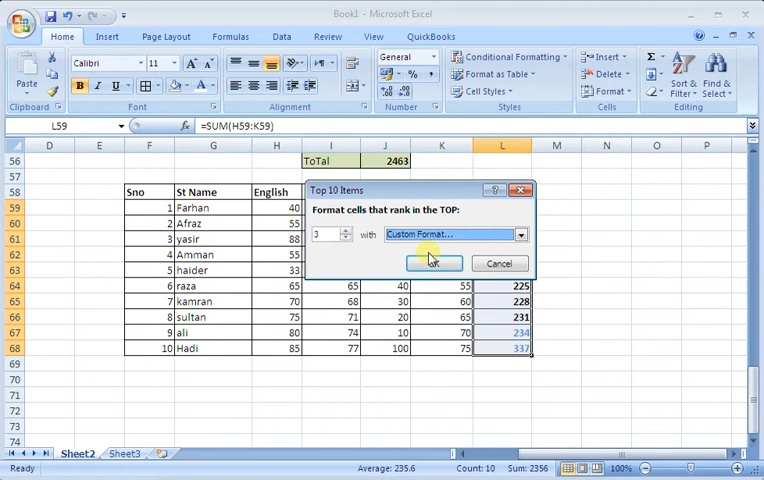 Book1 - Microsoft Excel
Home Insert Page Layout Formulas Data Review View QuickBooks
Calibri 11 General Conditional Formatting Insert Σ
Paste Format as Table Delete Sort & Filter Find & Select
B I U $ % , Cell Styles Format
Clipboard Font Alignment Number Styles Cells Editing
L59 fx =SUM(H59:K59)
D E F G H I J K L M N O P
56 ToTal 2463
57
58 Sno St Name English
59 1 Farhan 40
60 2 Afraz 55
61 3 yasir 88
62 4 Amman 55
63 5 haider 33
64 6 raza 65 65 40 55 225
65 7 kamran 70 68 30 60 228
66 8 sultan 75 71 20 65 231
67 9 ali 80 74 10 70 234
68 10 Hadi 85 77 100 75 337
69
70
71
72
73
74
Top 10 Items
Format cells that rank in the TOP:
3 with Custom Format...
OK Cancel
Sheet2 Sheet3
Ready Average: 235.6 Count: 10 Sum: 2356 100%